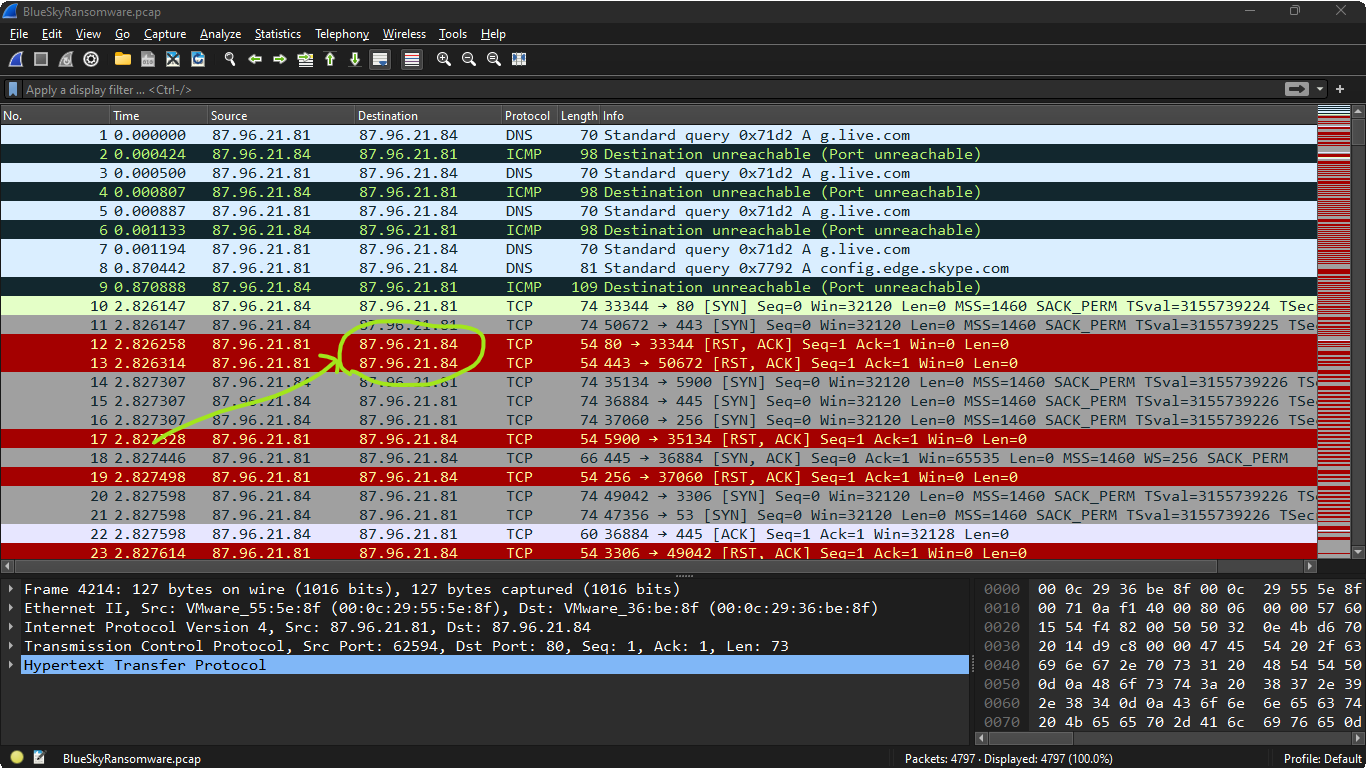 BlueSkyRansomware.pcap
File Edit View Go Capture Analyze Statistics Telephony Wireless Tools Help
Apply a display filter ... <Ctrl-/>
No. Time Source Destination Protocol Length Info
1 0.000000 87.96.21.81 87.96.21.84 DNS 70 Standard query 0x71d2 A g.live.com
2 0.000424 87.96.21.84 87.96.21.81 ICMP 98 Destination unreachable (Port unreachable)
3 0.000500 87.96.21.81 87.96.21.84 DNS 70 Standard query 0x71d2 A g.live.com
4 0.000807 87.96.21.84 87.96.21.81 ICMP 98 Destination unreachable (Port unreachable)
5 0.000887 87.96.21.81 87.96.21.84 DNS 70 Standard query 0x71d2 A g.live.com
6 0.001133 87.96.21.84 87.96.21.81 ICMP 98 Destination unreachable (Port unreachable)
7 0.001194 87.96.21.81 87.96.21.84 DNS 70 Standard query 0x71d2 A g.live.com
8 0.870442 87.96.21.81 87.96.21.84 DNS 81 Standard query 0x7792 A config.edge.skype.com
9 0.870888 87.96.21.84 87.96.21.81 ICMP 109 Destination unreachable (Port unreachable)
10 2.826147 87.96.21.84 87.96.21.81 TCP 74 33344 → 80 [SYN] Seq=0 Win=32120 Len=0 MSS=1460 SACK_PERM TSval=3155739224 TSec
11 2.826147 87.96.21.84 87.96.21.81 TCP 74 50672 → 443 [SYN] Seq=0 Win=32120 Len=0 MSS=1460 SACK_PERM TSval=3155739225 TSe
12 2.826258 87.96.21.81 87.96.21.84 TCP 54 80 → 33344 [RST, ACK] Seq=1 Ack=1 Win=0 Len=0
13 2.826314 87.96.21.81 87.96.21.84 TCP 54 443 → 50672 [RST, ACK] Seq=1 Ack=1 Win=0 Len=0
14 2.827307 87.96.21.84 87.96.21.81 TCP 74 35134 → 5900 [SYN] Seq=0 Win=32120 Len=0 MSS=1460 SACK_PERM TSval=3155739226 TS
15 2.827307 87.96.21.84 87.96.21.81 TCP 74 36884 → 445 [SYN] Seq=0 Win=32120 Len=0 MSS=1460 SACK_PERM TSval=3155739226 TSe
16 2.827307 87.96.21.84 87.96.21.81 TCP 74 37060 → 256 [SYN] Seq=0 Win=32120 Len=0 MSS=1460 SACK_PERM TSval=3155739226 TSe
17 2.827328 87.96.21.81 87.96.21.84 TCP 54 5900 → 35134 [RST, ACK] Seq=1 Ack=1 Win=0 Len=0
18 2.827446 87.96.21.81 87.96.21.84 TCP 66 445 → 36884 [SYN, ACK] Seq=0 Ack=1 Win=65535 Len=0 MSS=1460 WS=256 SACK_PERM
19 2.827498 87.96.21.81 87.96.21.84 TCP 54 256 → 37060 [RST, ACK] Seq=1 Ack=1 Win=0 Len=0
20 2.827598 87.96.21.84 87.96.21.81 TCP 74 49042 → 3306 [SYN] Seq=0 Win=32120 Len=0 MSS=1460 SACK_PERM TSval=3155739226 TS
21 2.827598 87.96.21.84 87.96.21.81 TCP 74 47356 → 53 [SYN] Seq=0 Win=32120 Len=0 MSS=1460 SACK_PERM TSval=3155739226 TSec
22 2.827598 87.96.21.84 87.96.21.81 TCP 60 36884 → 445 [ACK] Seq=1 Ack=1 Win=32128 Len=0
23 2.827614 87.96.21.81 87.96.21.84 TCP 54 3306 → 49042 [RST, ACK] Seq=1 Ack=1 Win=0 Len=0
Frame 4214: 127 bytes on wire (1016 bits), 127 bytes captured (1016 bits)
Ethernet II, Src: VMware_55:5e:8f (00:0c:29:55:5e:8f), Dst: VMware_36:be:8f (00:0c:29:36:be:8f)
Internet Protocol Version 4, Src: 87.96.21.81, Dst: 87.96.21.84
Transmission Control Protocol, Src Port: 62594, Dst Port: 80, Seq: 1, Ack: 1, Len: 73
Hypertext Transfer Protocol
0000 00 0c 29 36 be 8f 00 0c 29 55 5e 8f
0010 00 71 0a f1 40 00 80 06 00 00 57 60
0020 15 54 f4 82 00 50 50 32 0e 4b d6 70
0030 20 14 d9 c8 00 00 47 45 54 20 2f 63
0040 69 6e 67 2e 70 73 31 20 48 54 54 50
0050 0d 0a 48 6f 73 74 3a 20 38 37 2e 39
0060 2e 38 34 0d 0a 43 6f 6e 6e 65 63 74
0070 20 4b 65 65 70 2d 41 6c 69 76 65 0d
BlueSkyRansomware.pcap
Packets: 4797 · Displayed: 4797 (100.0%)
Profile: Default